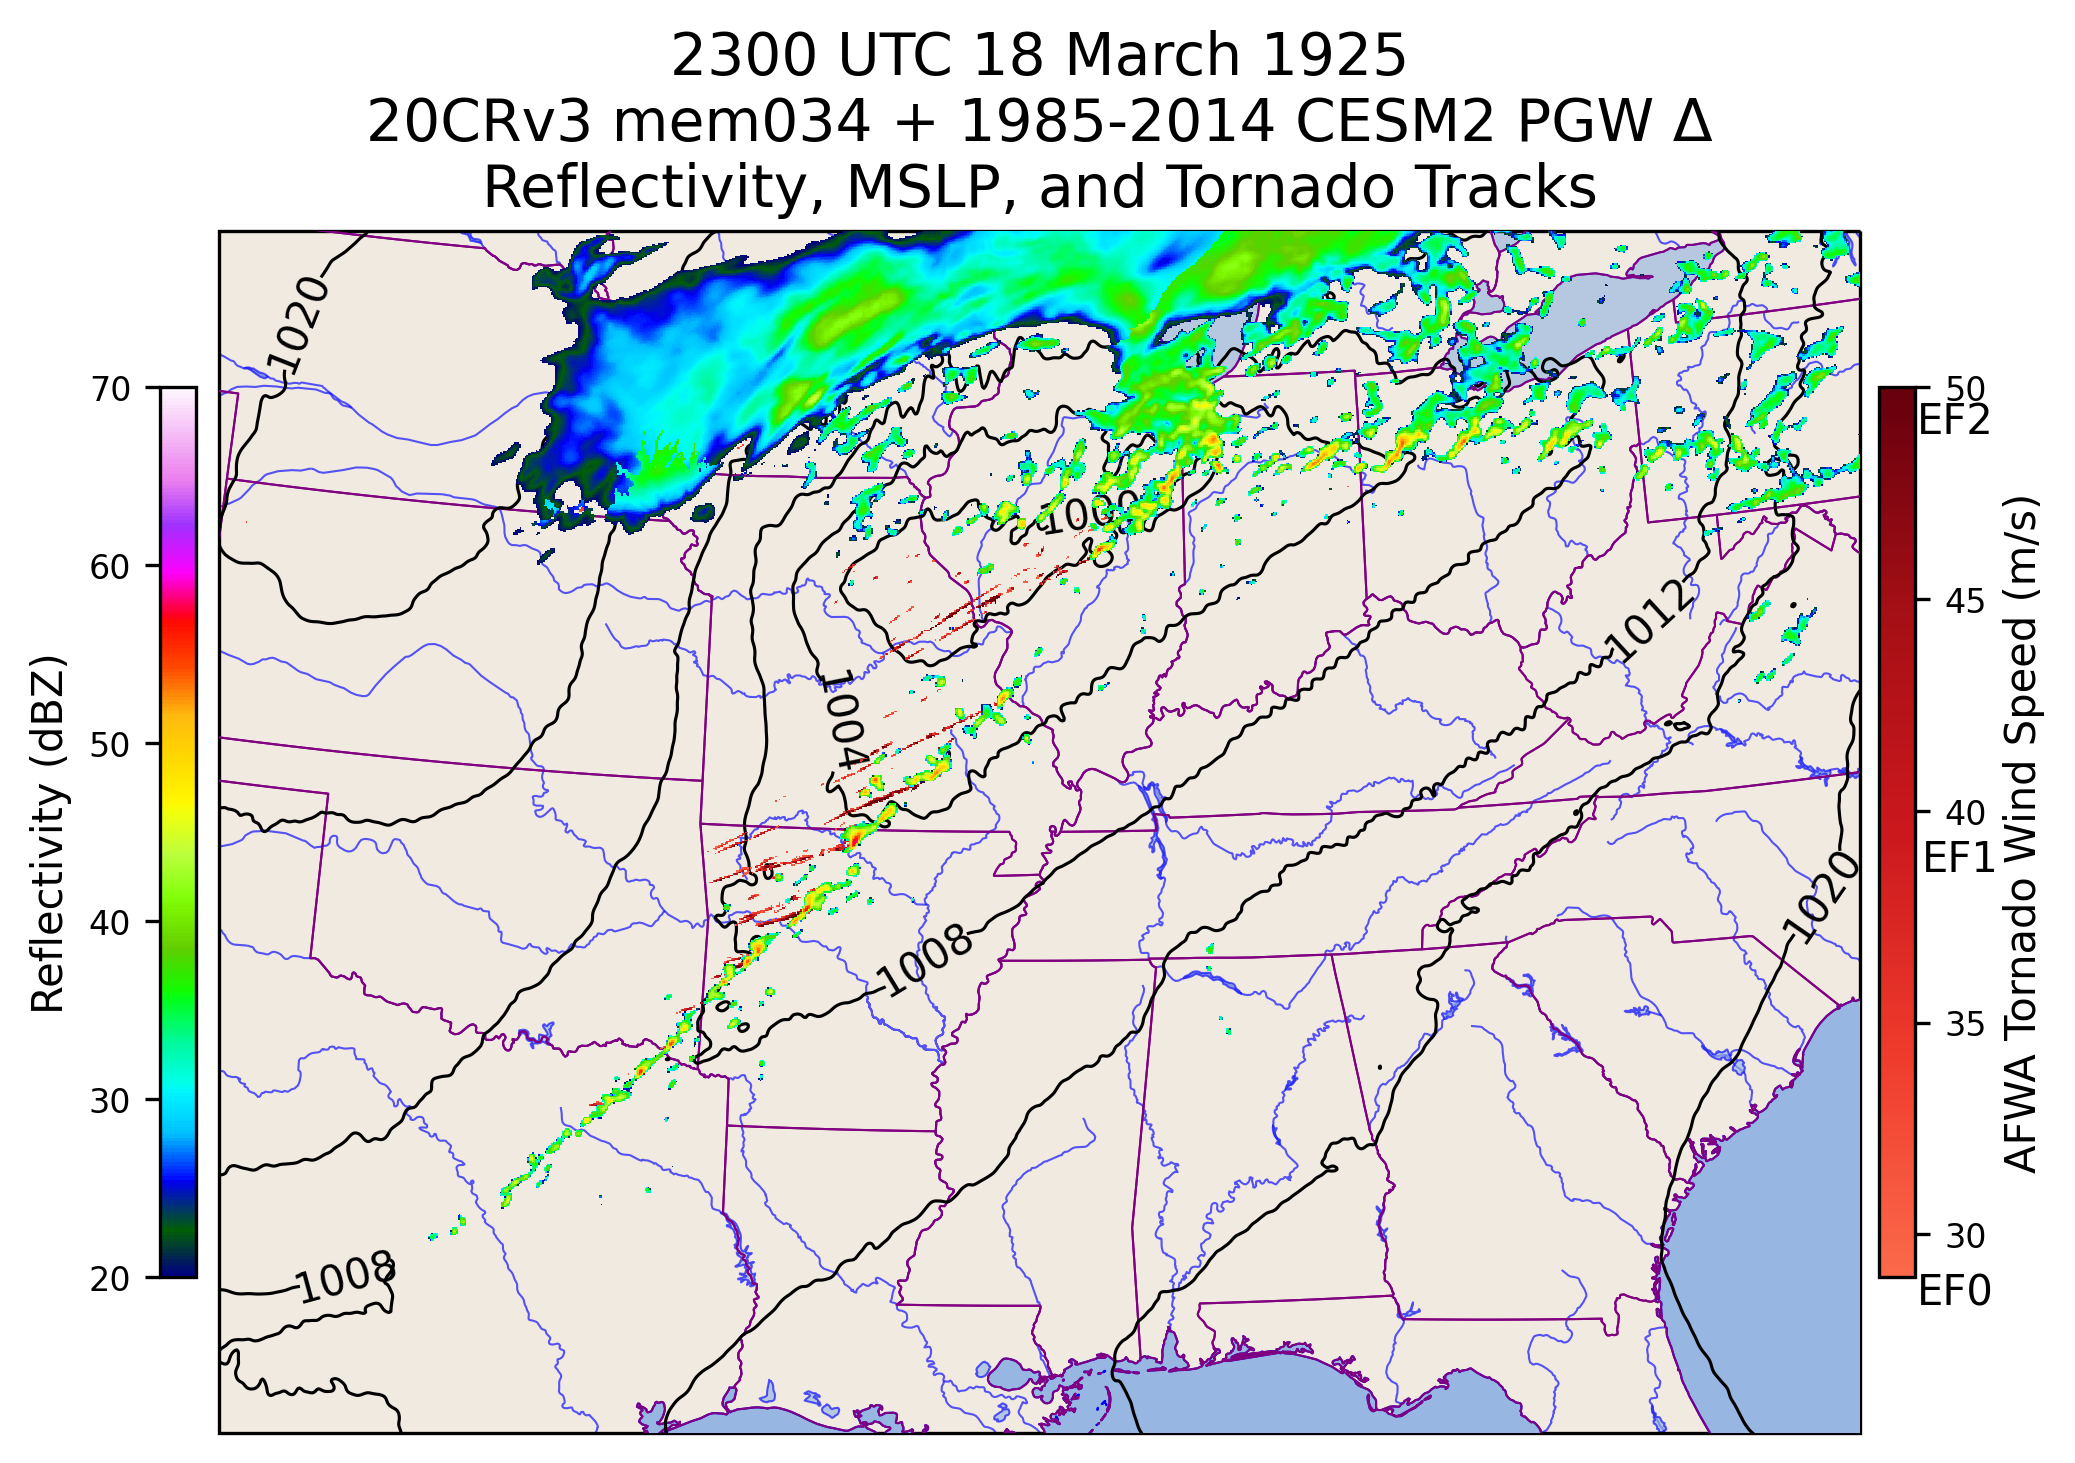 2300 UTC 18 March 1925
20CRv3 mem034 + 1985-2014 CESM2 PGW Δ
Reflectivity, MSLP, and Tornado Tracks
Reflectivity (dBZ)
70
60
50
40
30
20
1020
1000
1004
1012
1008
1020
1008
50
EF2
45
40
EF1
35
30
EF0
AFWA Tornado Wind Speed (m/s)